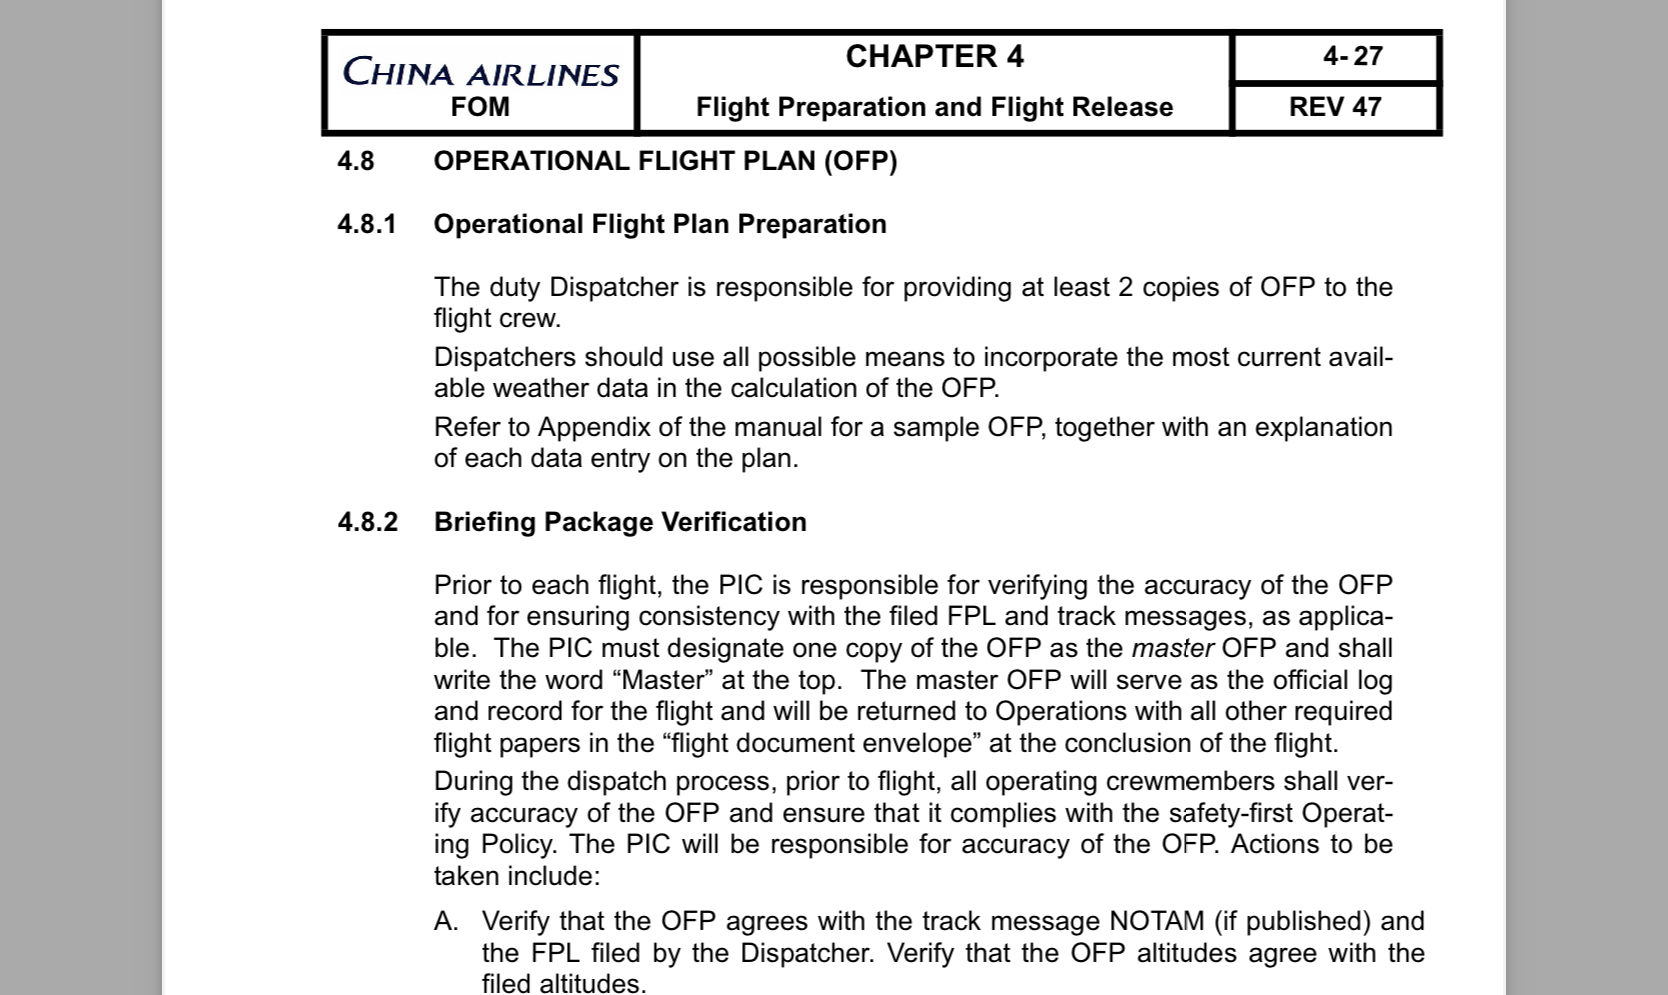 CHINA AIRLINES
FOM
CHAPTER 4
Flight Preparation and Flight Release
4- 27
REV 47
4.8 OPERATIONAL FLIGHT PLAN (OFP)
4.8.1 Operational Flight Plan Preparation
The duty Dispatcher is responsible for providing at least 2 copies of OFP to the
flight crew.
Dispatchers should use all possible means to incorporate the most current avail-
able weather data in the calculation of the OFP.
Refer to Appendix of the manual for a sample OFP, together with an explanation
of each data entry on the plan.
4.8.2 Briefing Package Verification
Prior to each flight, the PIC is responsible for verifying the accuracy of the OFP
and for ensuring consistency with the filed FPL and track messages, as applica-
ble. The PIC must designate one copy of the OFP as the master OFP and shall
write the word “Master” at the top. The master OFP will serve as the official log
and record for the flight and will be returned to Operations with all other required
flight papers in the “flight document envelope” at the conclusion of the flight.
During the dispatch process, prior to flight, all operating crewmembers shall ver-
ify accuracy of the OFP and ensure that it complies with the safety-first Operat-
ing Policy. The PIC will be responsible for accuracy of the OFP. Actions to be
taken include:
A. Verify that the OFP agrees with the track message NOTAM (if published) and
the FPL filed by the Dispatcher. Verify that the OFP altitudes agree with the
filed altitudes.